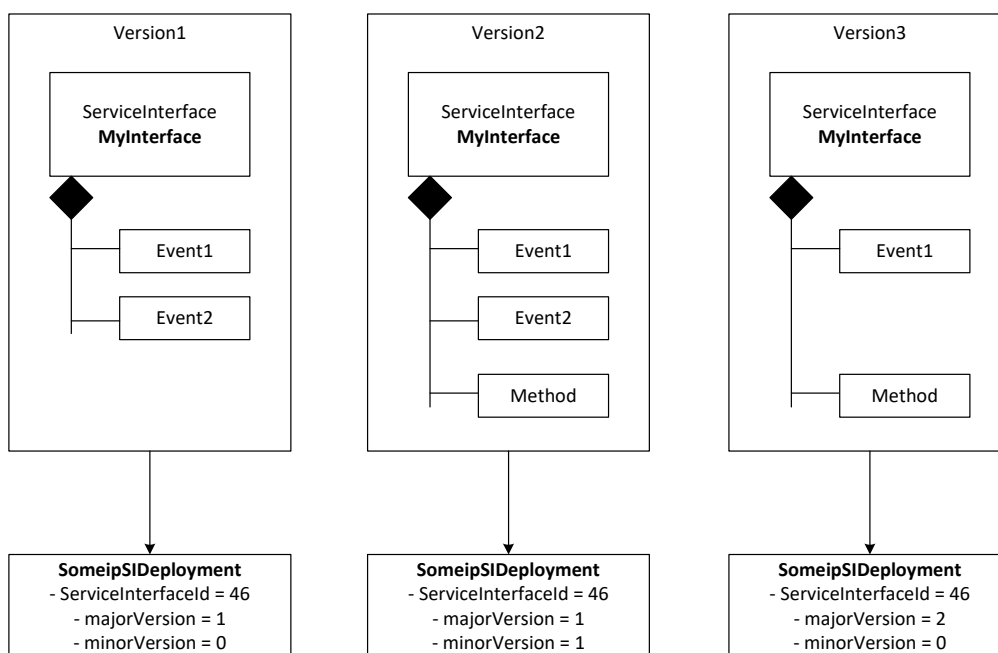 Version1
ServiceInterface
MyInterface
Event1
Event2
SomeipSIDeployment
- ServiceInterfaceId = 46
- majorVersion = 1
- minorVersion = 0
Version2
ServiceInterface
MyInterface
Event1
Event2
Method
SomeipSIDeployment
- ServiceInterfaceId = 46
- majorVersion = 1
- minorVersion = 1
Version3
ServiceInterface
MyInterface
Event1
Method
SomeipSIDeployment
- ServiceInterfaceId = 46
- majorVersion = 2
- minorVersion = 0